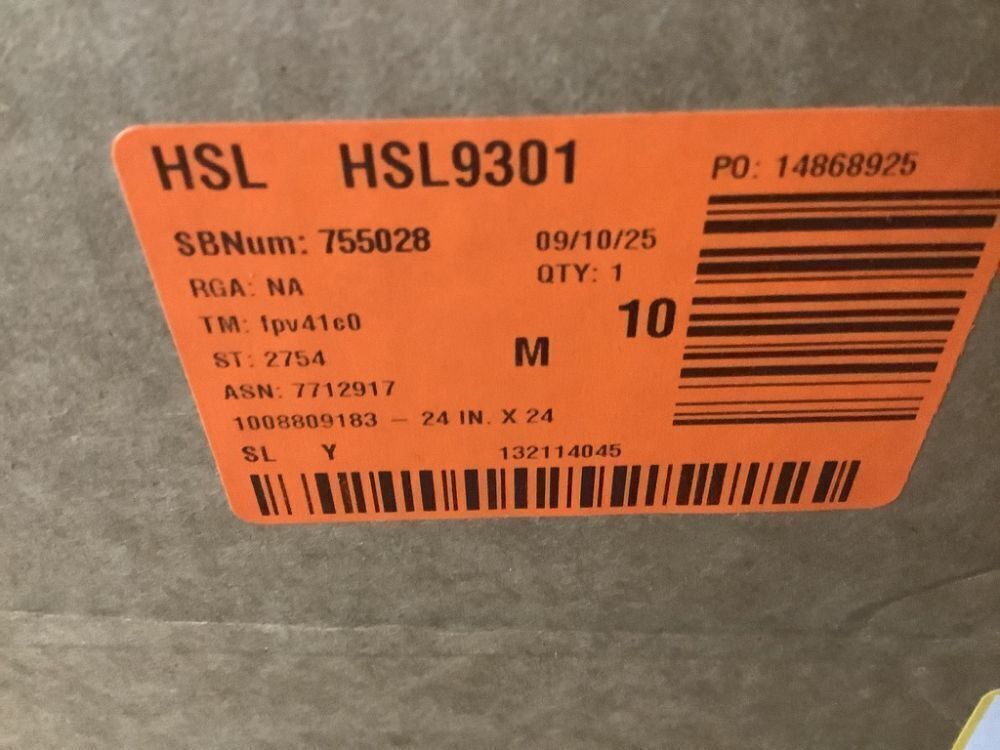 HSL HSL9301 PO: 14868925
SBNum: 755028 09/10/25
RGA: NA QTY: 1
TM: fpv41c0 10
ST: 2754 M
ASN: 7712917
1008809183 – 24 IN. X 24
SL Y 132114045